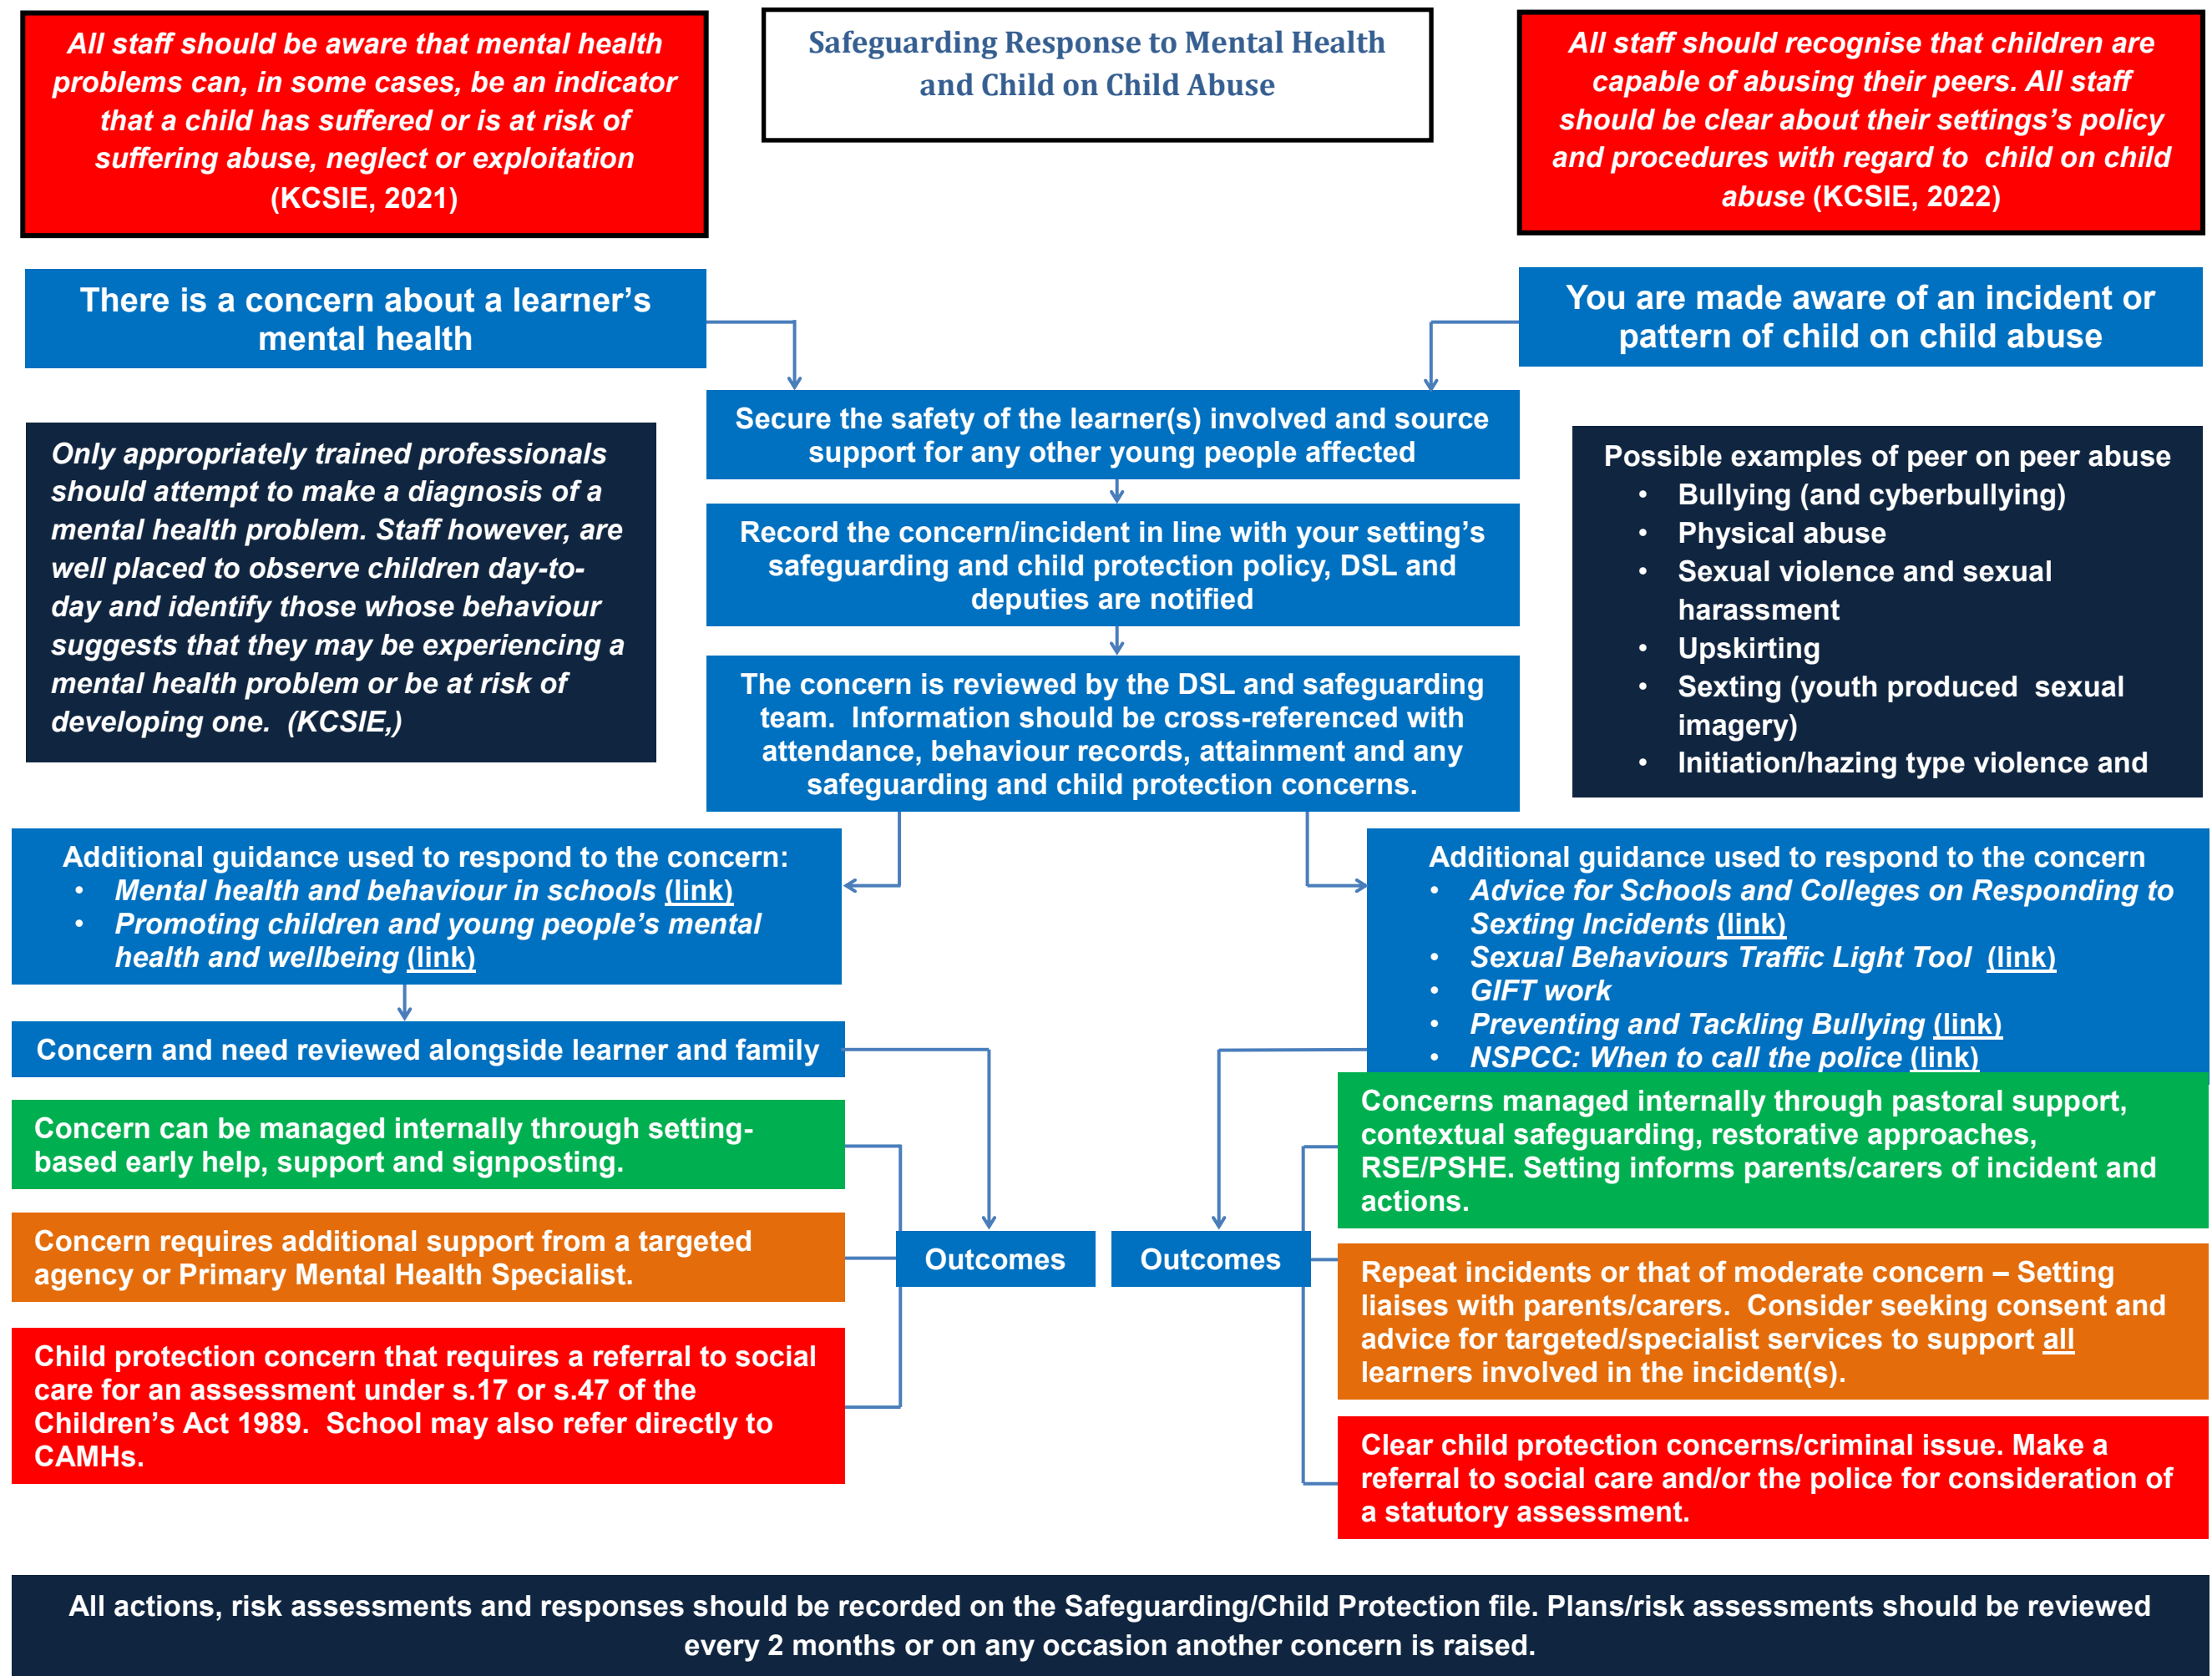 All staff should be aware that mental health
problems can, in some cases, be an indicator
that a child has suffered or is at risk of
suffering abuse, neglect or exploitation
(KCSIE, 2021)
Safeguarding Response to Mental Health
and Child on Child Abuse
All staff should recognise that children are
capable of abusing their peers. All staff
should be clear about their settings’s policy
and procedures with regard to child on child
abuse (KCSIE, 2022)
There is a concern about a learner’s
mental health
You are made aware of an incident or
pattern of child on child abuse
Secure the safety of the learner(s) involved and source
support for any other young people affected
Only appropriately trained professionals
should attempt to make a diagnosis of a
mental health problem. Staff however, are
well placed to observe children day-to-
day and identify those whose behaviour
suggests that they may be experiencing a
mental health problem or be at risk of
developing one. (KCSIE,)
Record the concern/incident in line with your setting’s
safeguarding and child protection policy, DSL and
deputies are notified
The concern is reviewed by the DSL and safeguarding
team. Information should be cross-referenced with
attendance, behaviour records, attainment and any
safeguarding and child protection concerns.
Possible examples of peer on peer abuse
• Bullying (and cyberbullying)
• Physical abuse
• Sexual violence and sexual
harassment
• Upskirting
• Sexting (youth produced sexual
imagery)
• Initiation/hazing type violence and
Additional guidance used to respond to the concern:
• Mental health and behaviour in schools (link)
• Promoting children and young people’s mental
health and wellbeing (link)
Additional guidance used to respond to the concern
• Advice for Schools and Colleges on Responding to
Sexting Incidents (link)
• Sexual Behaviours Traffic Light Tool (link)
• GIFT work
• Preventing and Tackling Bullying (link)
• NSPCC: When to call the police (link)
Concern and need reviewed alongside learner and family
Concern can be managed internally through setting-
based early help, support and signposting.
Concern requires additional support from a targeted
agency or Primary Mental Health Specialist.
Child protection concern that requires a referral to social
care for an assessment under s.17 or s.47 of the
Children’s Act 1989. School may also refer directly to
CAMHs.
Outcomes
Outcomes
Concerns managed internally through pastoral support,
contextual safeguarding, restorative approaches,
RSE/PSHE. Setting informs parents/carers of incident and
actions.
Repeat incidents or that of moderate concern – Setting
liaises with parents/carers. Consider seeking consent and
advice for targeted/specialist services to support all
learners involved in the incident(s).
Clear child protection concerns/criminal issue. Make a
referral to social care and/or the police for consideration of
a statutory assessment.
All actions, risk assessments and responses should be recorded on the Safeguarding/Child Protection file. Plans/risk assessments should be reviewed
every 2 months or on any occasion another concern is raised.